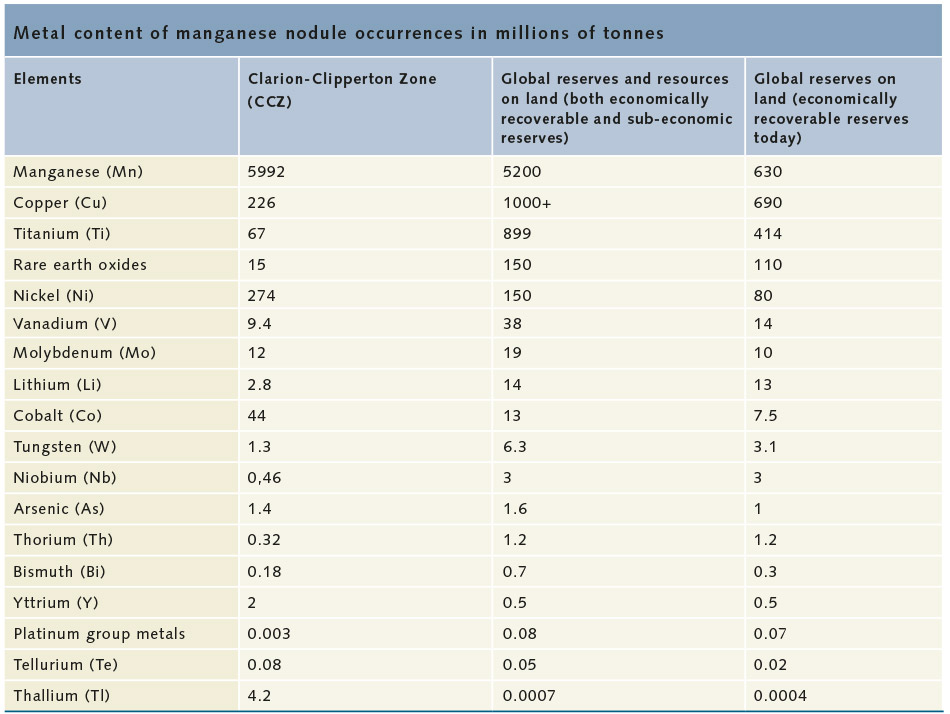 Metal content of manganese nodule occurrences in millions of tonnes
Elements
Clarion-Clipperton Zone
(CCZ)
Global reserves and resources
on land (both economically
recoverable and sub-economic
reserves)
Global reserves on
land (economically
recoverable reserves
today)
Manganese (Mn) 5992 5200 630
Copper (Cu) 226 1000+ 690
Titanium (Ti) 67 899 414
Rare earth oxides 15 150 110
Nickel (Ni) 274 150 80
Vanadium (V) 9.4 38 14
Molybdenum (Mo) 12 19 10
Lithium (Li) 2.8 14 13
Cobalt (Co) 44 13 7.5
Tungsten (W) 1.3 6.3 3.1
Niobium (Nb) 0,46 3 3
Arsenic (As) 1.4 1.6 1
Thorium (Th) 0.32 1.2 1.2
Bismuth (Bi) 0.18 0.7 0.3
Yttrium (Y) 2 0.5 0.5
Platinum group metals 0.003 0.08 0.07
Tellurium (Te) 0.08 0.05 0.02
Thallium (Tl) 4.2 0.0007 0.0004